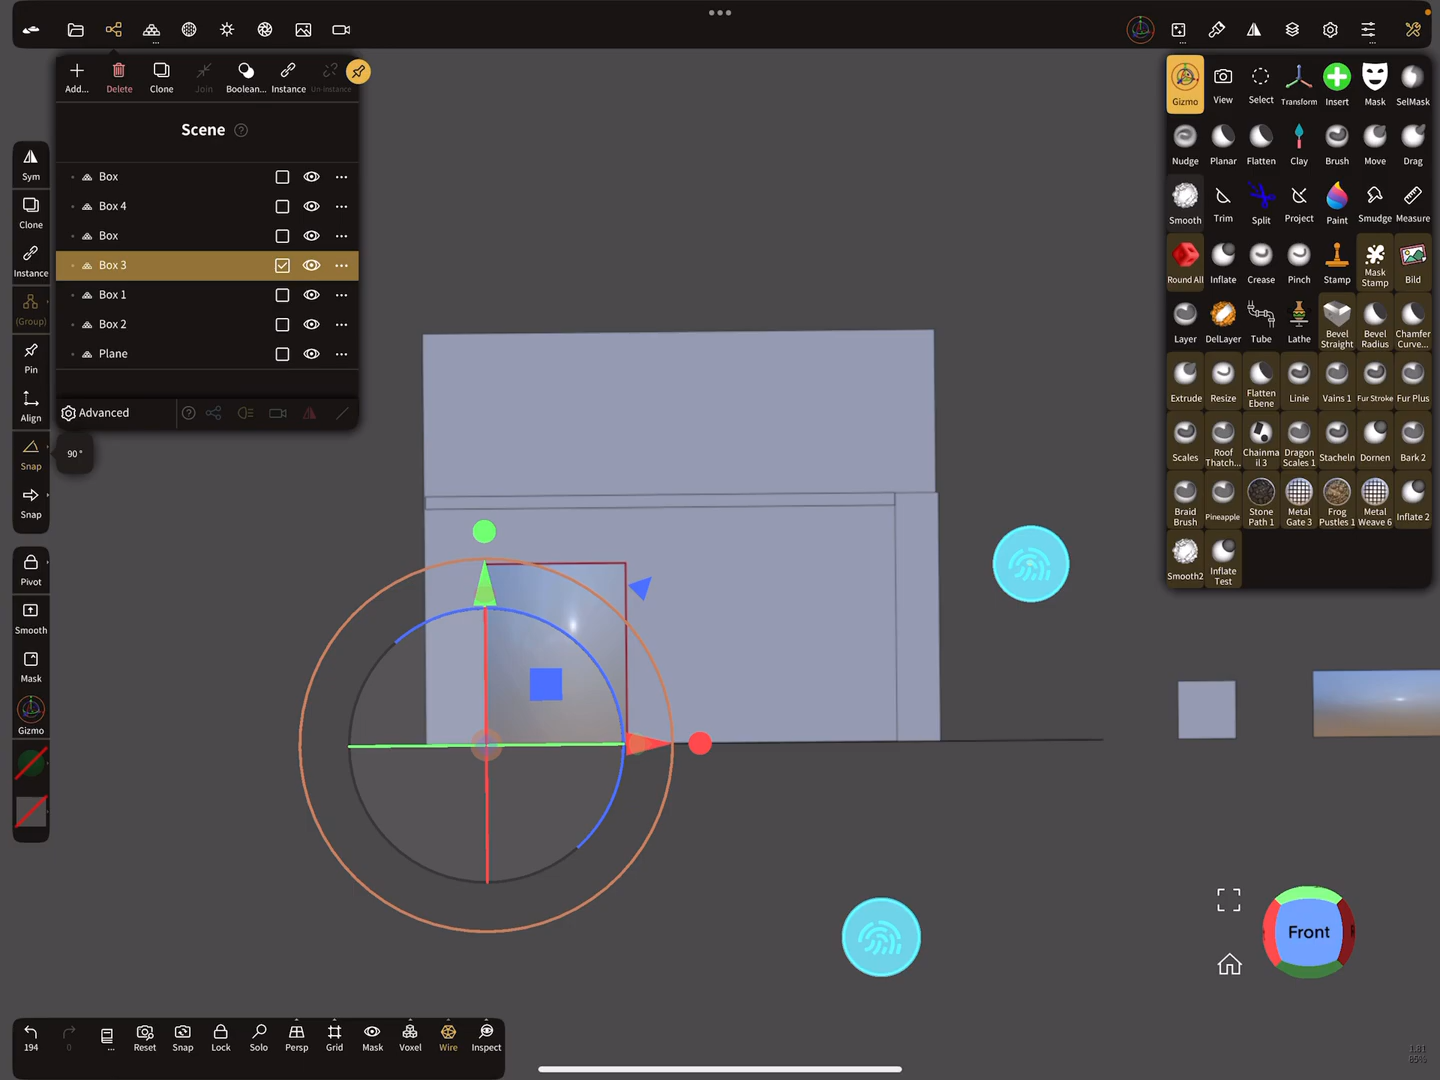 Add...
Delete
Clone
Join
Boolean...
Instance
Un-instance
Scene
Box
Box 4
Box
Box 3
Box 1
Box 2
Plane
Advanced
Sym
Clone
Instance
(Group)
Pin
Align
Snap
90°
Snap
Pivot
Smooth
Mask
Gizmo
Gizmo
View
Select
Transform
Insert
Mask
SelMask
Nudge
Planar
Flatten
Clay
Brush
Move
Drag
Smooth
Trim
Split
Project
Paint
Smudge
Measure
Round All
Inflate
Crease
Pinch
Stamp
Mask
Stamp
Bild
Layer
DelLayer
Tube
Lathe
Bevel
Straight
Bevel
Radius
Chamfer
Curve...
Extrude
Resize
Flatten
Ebene
Linie
Vains 1
Fur Stroke
Fur Plus
Scales
Roof
Thatch...
Chainma
il 3
Dragon
Scales 1
Stacheln
Dornen
Bark 2
Braid
Brush
Pineapple
Stone
Path 1
Metal
Gate 3
Frog
Pustles 1
Metal
Weave 6
Inflate 2
Smooth2
Inflate
Test
Front
194
0
Reset
Snap
Lock
Solo
Persp
Grid
Mask
Voxel
Wire
Inspect
1.81
85%